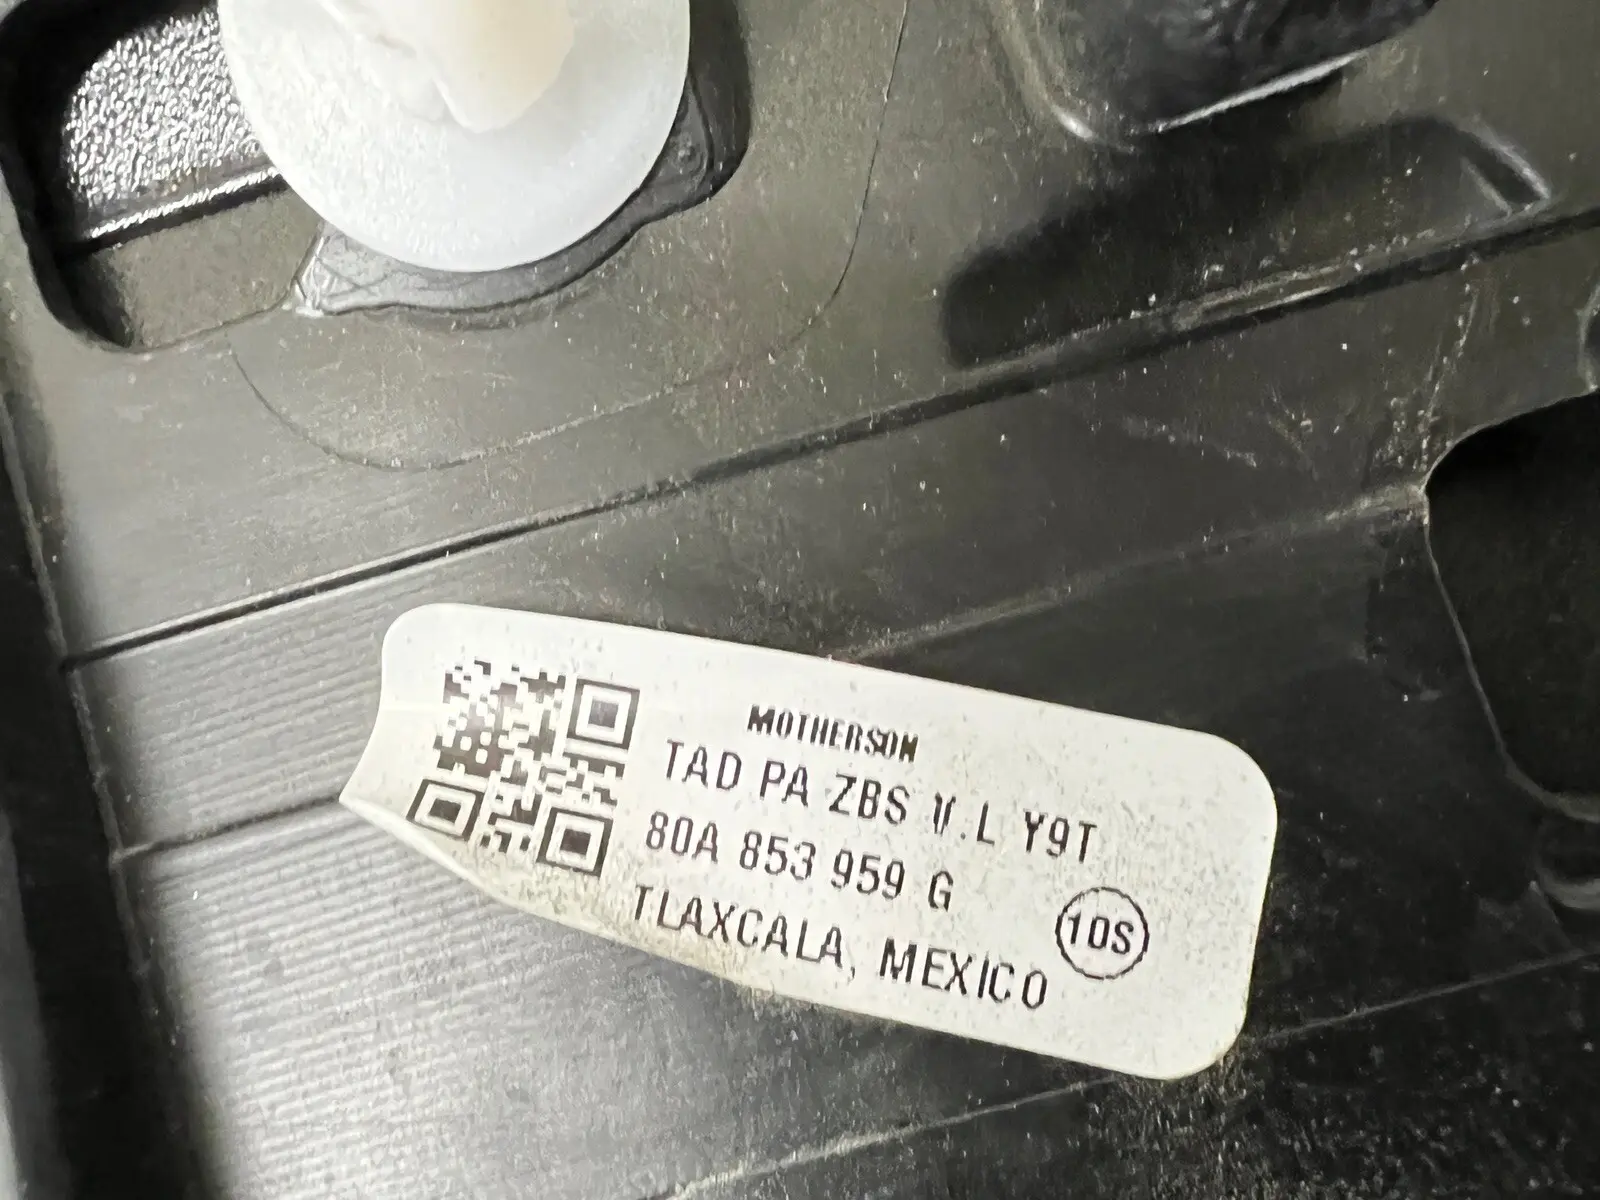 MOTHERSON
TAD PA ZBS V.L Y9T
80A 853 959 G
10S
TLAXCALA, MEXICO